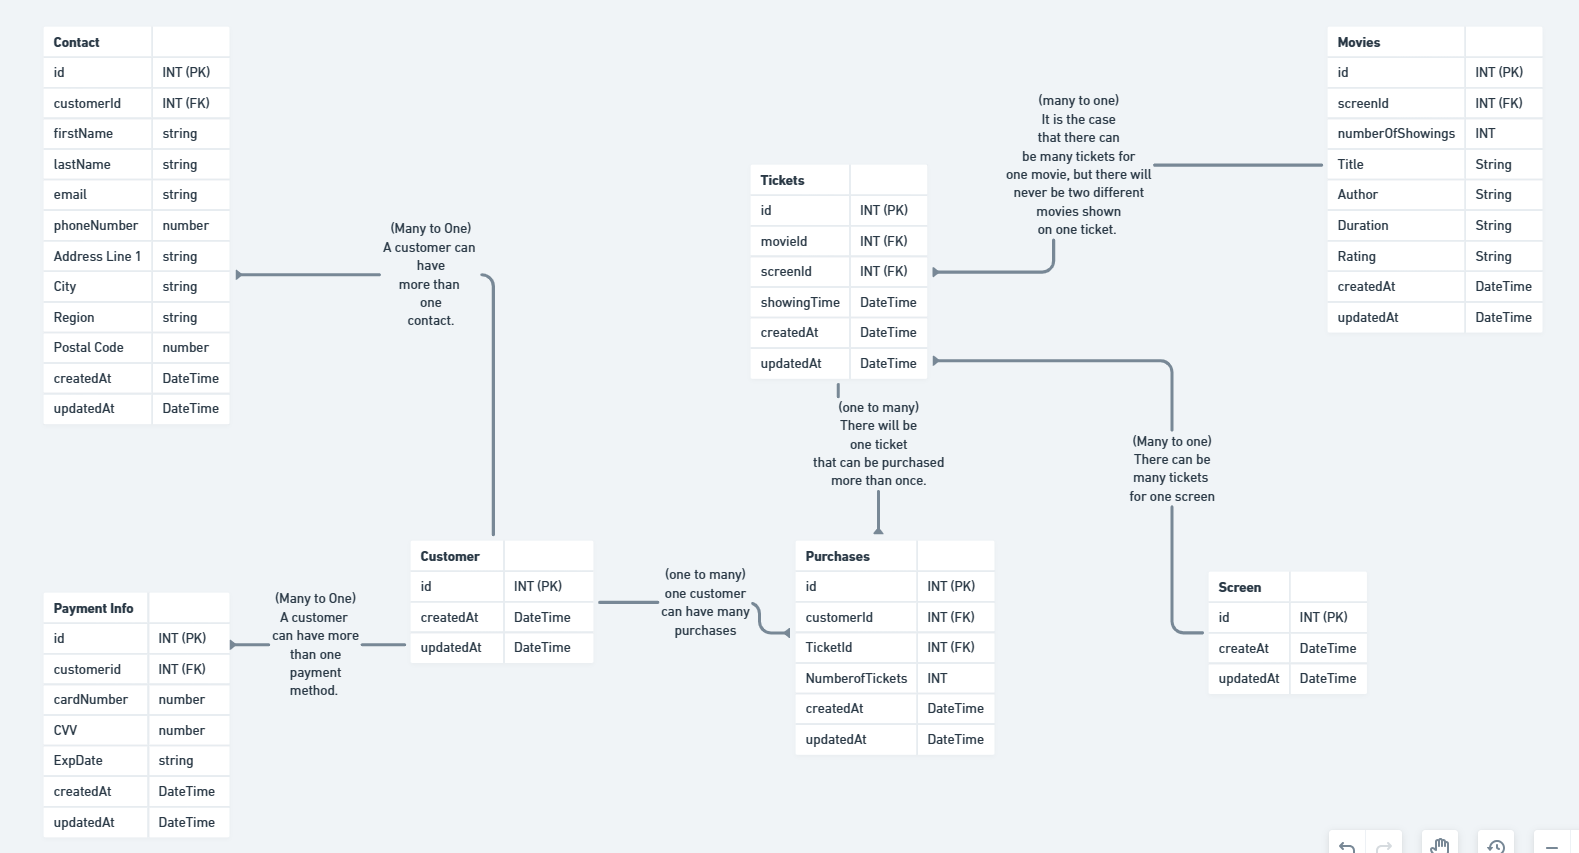 Contact
id INT (PK)
customerId INT (FK)
firstName string
lastName string
email string
phoneNumber number
Address Line 1 string
City string
Region string
Postal Code number
createdAt DateTime
updatedAt DateTime
(Many to One)
A customer can
have
more than
one
contact.
Tickets
id INT (PK)
movieId INT (FK)
screenId INT (FK)
showingTime DateTime
createdAt DateTime
updatedAt DateTime
(many to one)
It is the case
that there can
be many tickets for
one movie, but there will
never be two different
movies shown
on one ticket.
Movies
id INT (PK)
screenId INT (FK)
numberOfShowings INT
Title String
Author String
Duration String
Rating String
createdAt DateTime
updatedAt DateTime
(one to many)
There will be
one ticket
that can be purchased
more than once.
(Many to one)
There can be
many tickets
for one screen
Payment Info
id INT (PK)
customerid INT (FK)
cardNumber number
CVV number
ExpDate string
createdAt DateTime
updatedAt DateTime
(Many to One)
A customer
can have more
than one
payment
method.
Customer
id INT (PK)
createdAt DateTime
updatedAt DateTime
(one to many)
one customer
can have many
purchases
Purchases
id INT (PK)
customerId INT (FK)
TicketId INT (FK)
NumberofTickets INT
createdAt DateTime
updatedAt DateTime
Screen
id INT (PK)
createAt DateTime
updatedAt DateTime